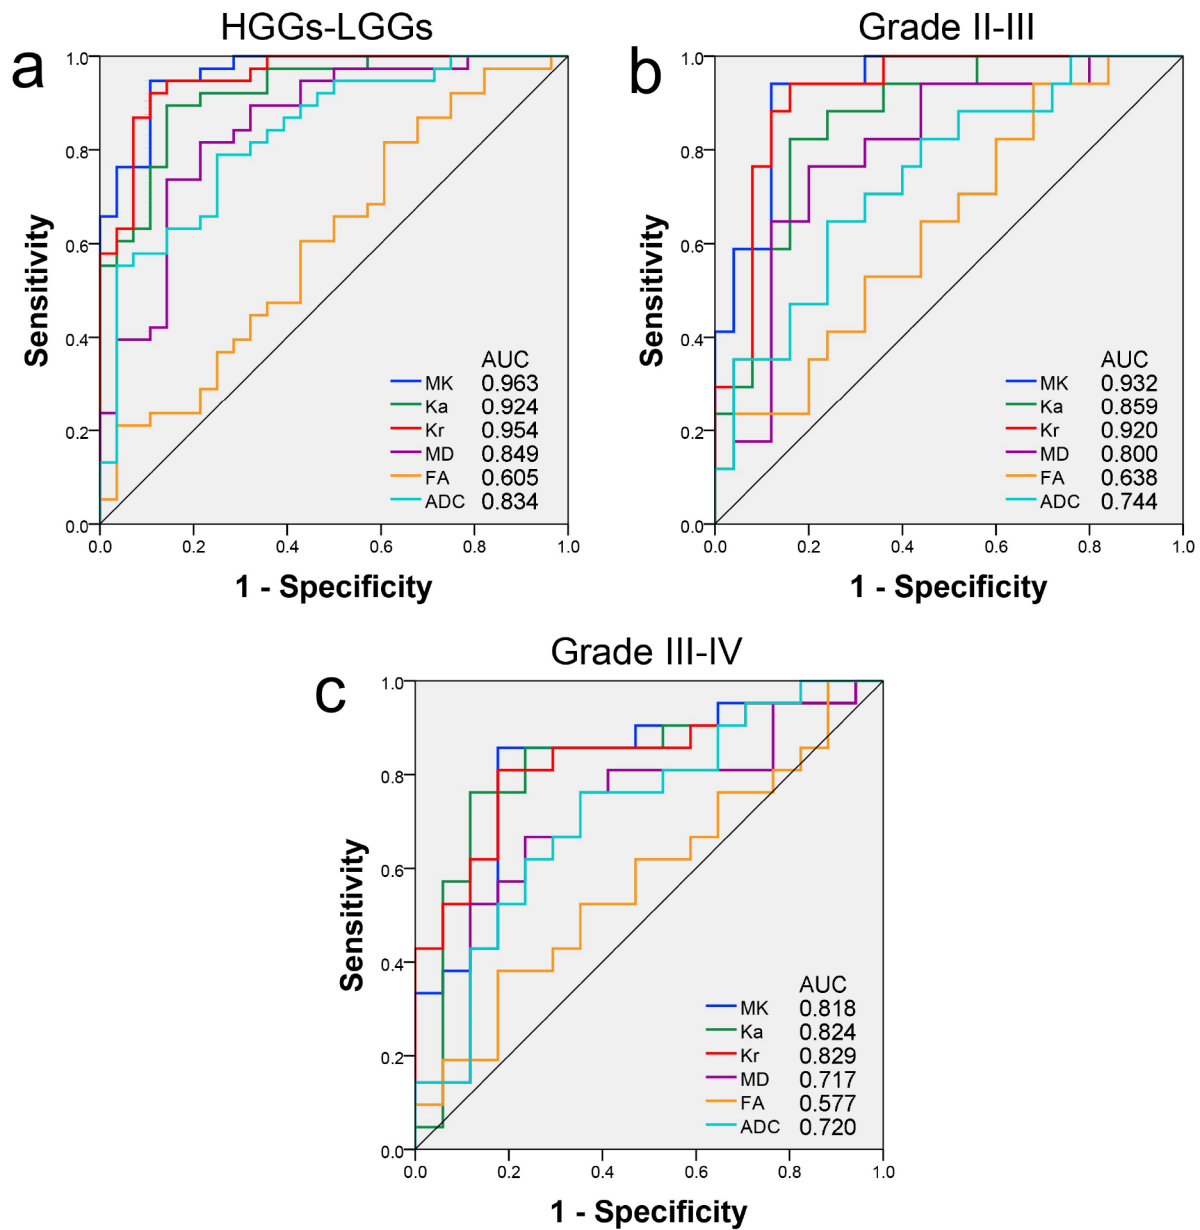 HGGs-LGGs
a
1.0
0.8
0.6
0.4
0.2
0.0
Sensitivity
AUC
MK 0.963
Ka 0.924
Kr 0.954
MD 0.849
FA 0.605
ADC 0.834
0.0 0.2 0.4 0.6 0.8 1.0
1 - Specificity
Grade II-III
b
1.0
0.8
0.6
0.4
0.2
0.0
Sensitivity
AUC
MK 0.932
Ka 0.859
Kr 0.920
MD 0.800
FA 0.638
ADC 0.744
0.0 0.2 0.4 0.6 0.8 1.0
1 - Specificity
Grade III-IV
c
1.0
0.8
0.6
0.4
0.2
0.0
Sensitivity
AUC
MK 0.818
Ka 0.824
Kr 0.829
MD 0.717
FA 0.577
ADC 0.720
0.0 0.2 0.4 0.6 0.8 1.0
1 - Specificity